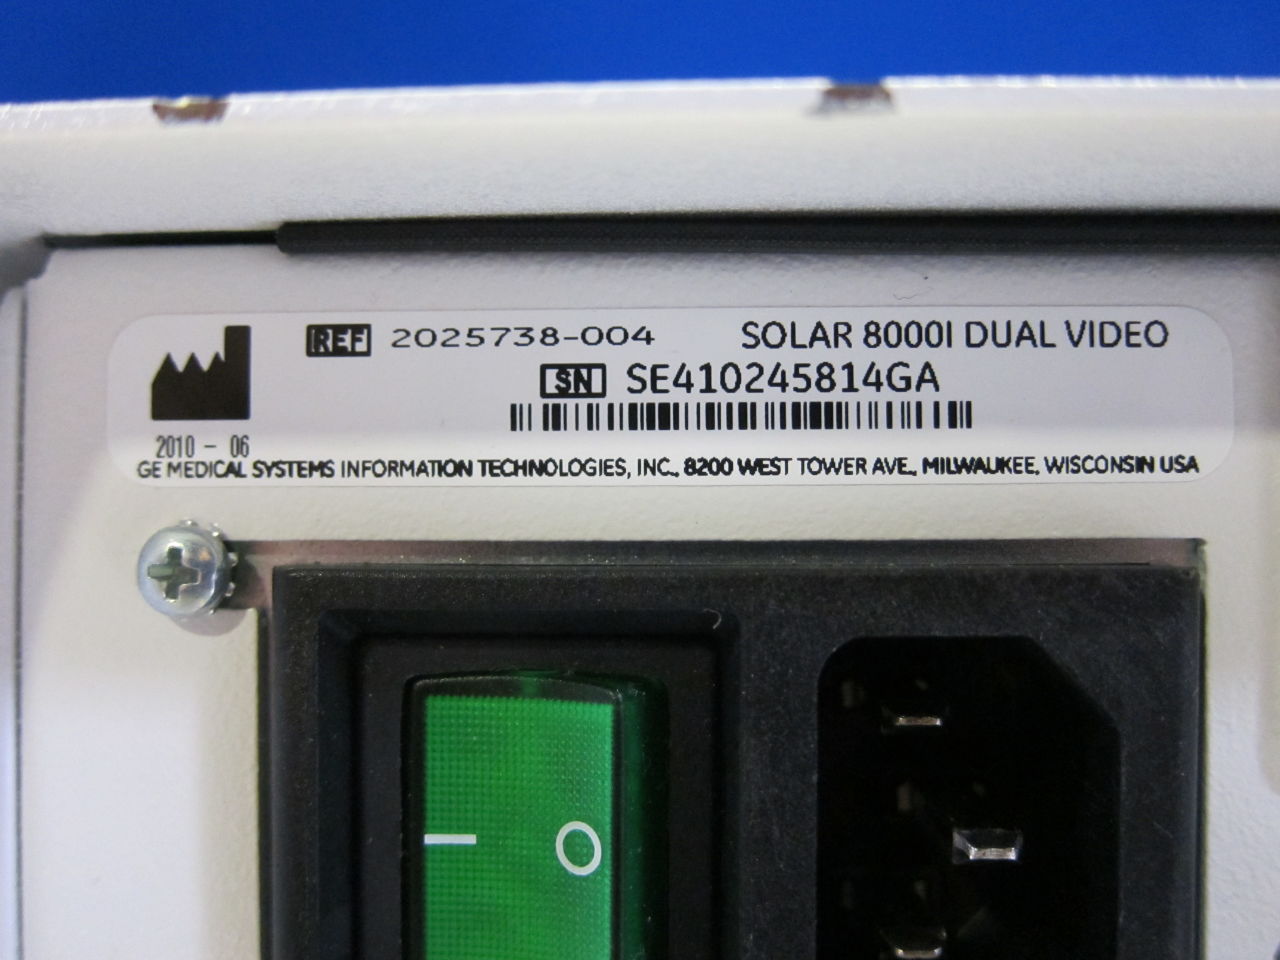 REF 2025738-004 SOLAR 8000I DUAL VIDEO
SN SE410245814GA
2010 - 06
GE MEDICAL SYSTEMS INFORMATION TECHNOLOGIES, INC., 8200 WEST TOWER AVE., MILWAUKEE, WISCONSIN USA
I O